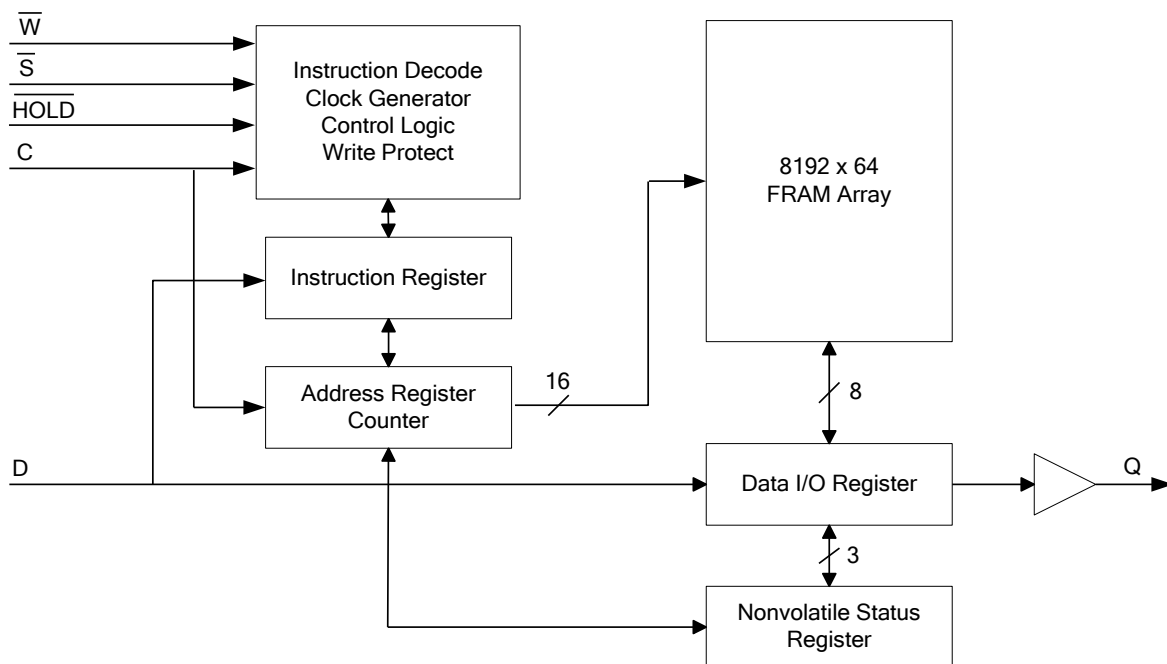 W̅
S̅
H̅O̅L̅D̅
C
Instruction Decode
Clock Generator
Control Logic
Write Protect
8192 x 64
FRAM Array
Instruction Register
Address Register
Counter
16
8
D
Data I/O Register
Q
3
Nonvolatile Status
Register